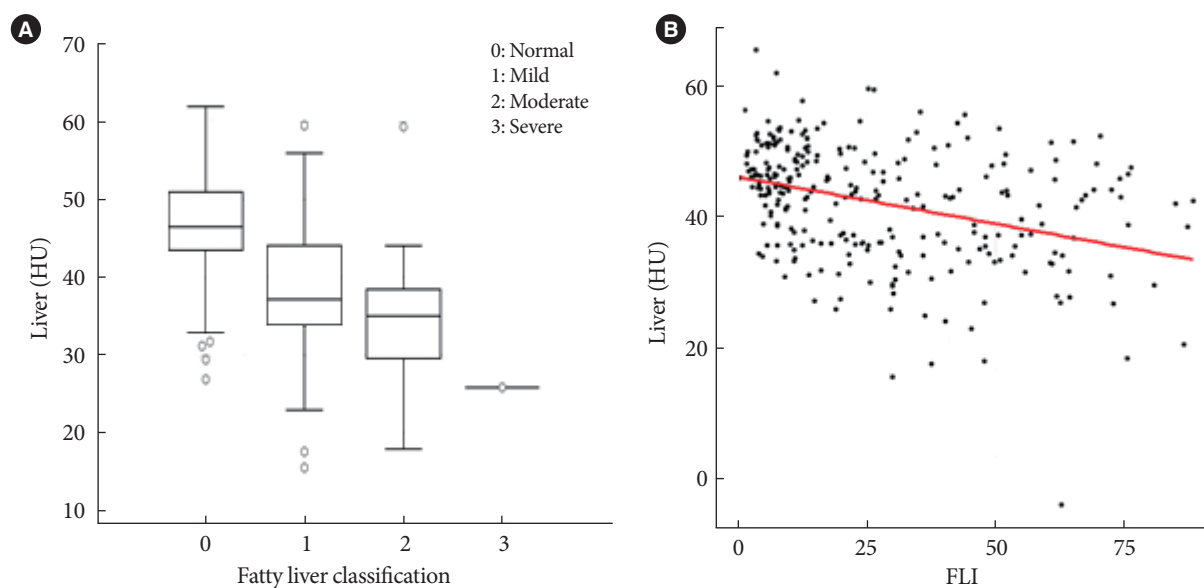 A
70
60
50
40
30
20
10
Liver (HU)
0: Normal
1: Mild
2: Moderate
3: Severe
0 1 2 3
Fatty liver classification
B
60
40
20
0
Liver (HU)
0 25 50 75
FLI